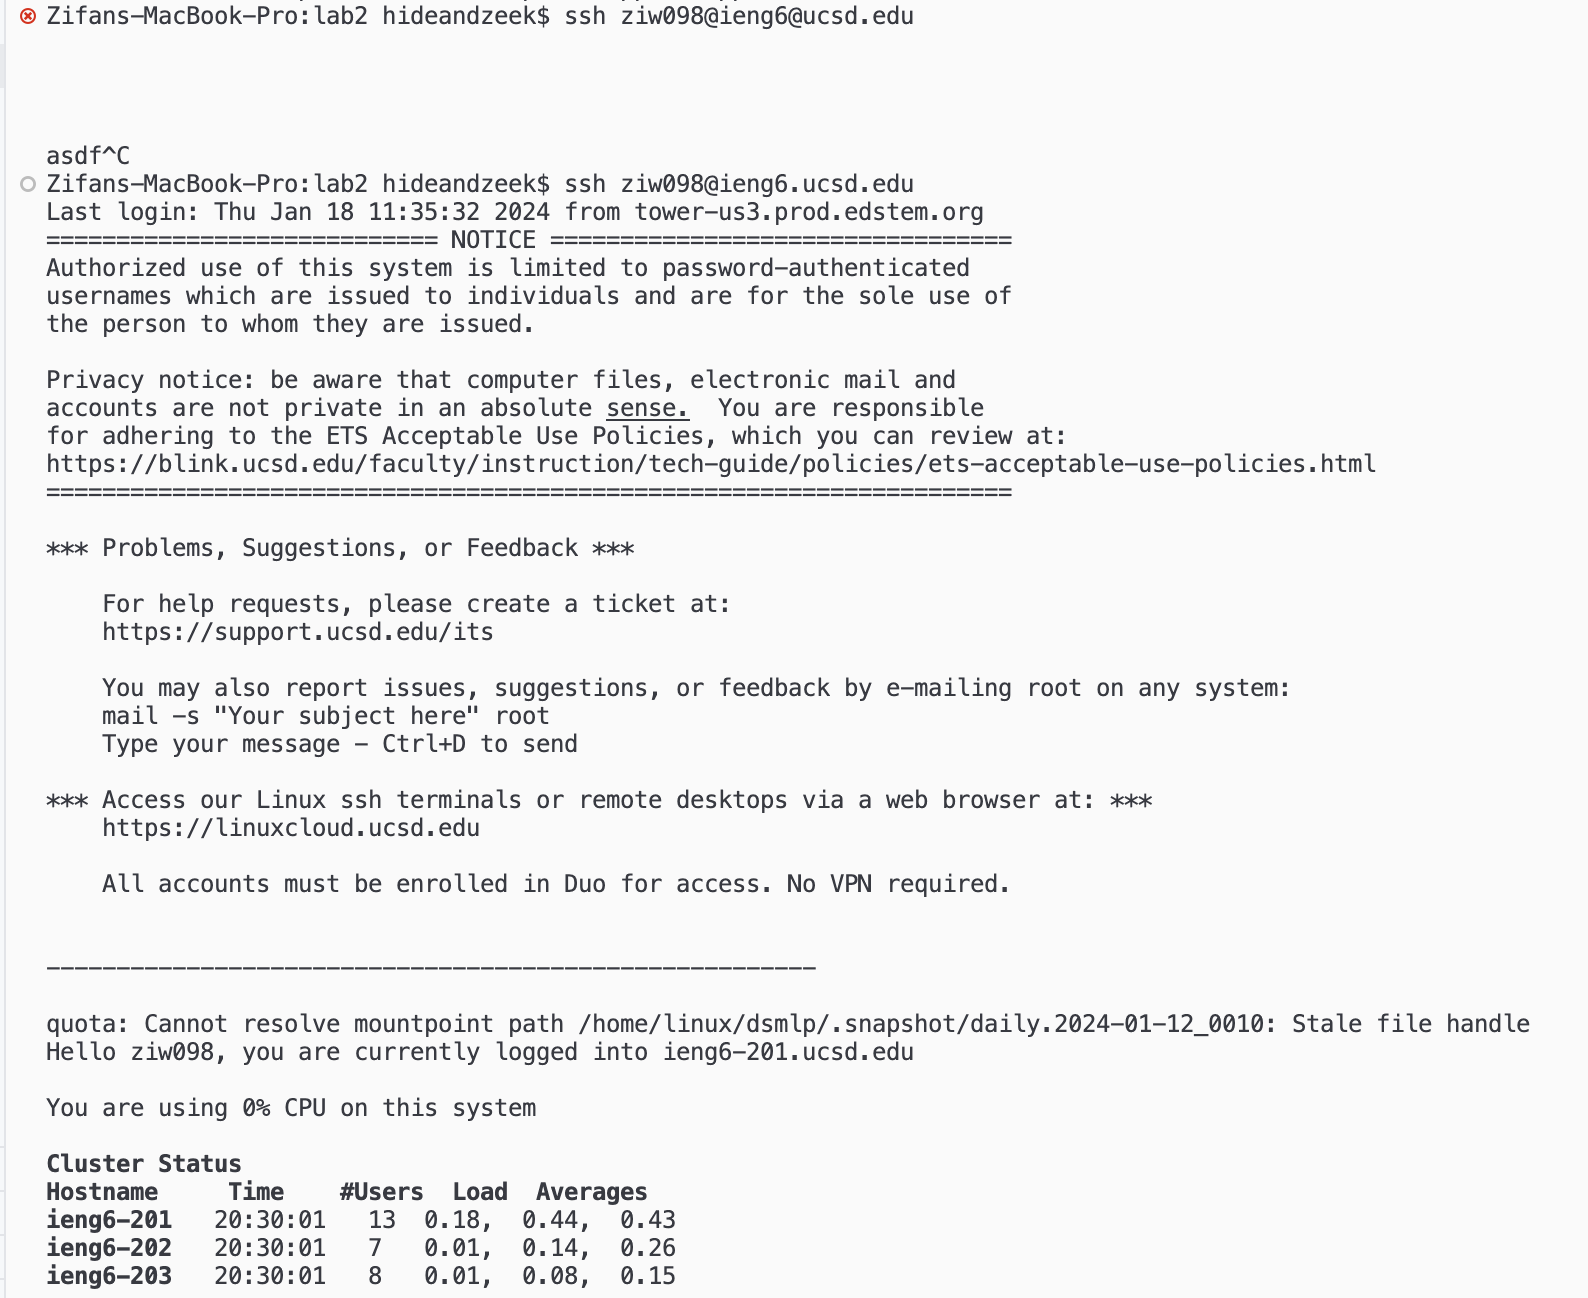 Zifans-MacBook-Pro:lab2 hideandzeek$ ssh ziw098@ieng6@ucsd.edu
asdf^C
Zifans-MacBook-Pro:lab2 hideandzeek$ ssh ziw098@ieng6.ucsd.edu
Last login: Thu Jan 18 11:35:32 2024 from tower-us3.prod.edstem.org
============================ NOTICE =================================
Authorized use of this system is limited to password-authenticated
usernames which are issued to individuals and are for the sole use of
the person to whom they are issued.
Privacy notice: be aware that computer files, electronic mail and
accounts are not private in an absolute sense.  You are responsible
for adhering to the ETS Acceptable Use Policies, which you can review at:
https://blink.ucsd.edu/faculty/instruction/tech-guide/policies/ets-acceptable-use-policies.html
=====================================================================
*** Problems, Suggestions, or Feedback ***
For help requests, please create a ticket at:
https://support.ucsd.edu/its
You may also report issues, suggestions, or feedback by e-mailing root on any system:
mail -s "Your subject here" root
Type your message - Ctrl+D to send
*** Access our Linux ssh terminals or remote desktops via a web browser at: ***
https://linuxcloud.ucsd.edu
All accounts must be enrolled in Duo for access. No VPN required.
-------------------------------------------------------
quota: Cannot resolve mountpoint path /home/linux/dsmlp/.snapshot/daily.2024-01-12_0010: Stale file handle
Hello ziw098, you are currently logged into ieng6-201.ucsd.edu
You are using 0% CPU on this system
Cluster Status
Hostname     Time    #Users  Load  Averages
ieng6-201   20:30:01   13  0.18,  0.44,  0.43
ieng6-202   20:30:01   7   0.01,  0.14,  0.26
ieng6-203   20:30:01   8   0.01,  0.08,  0.15